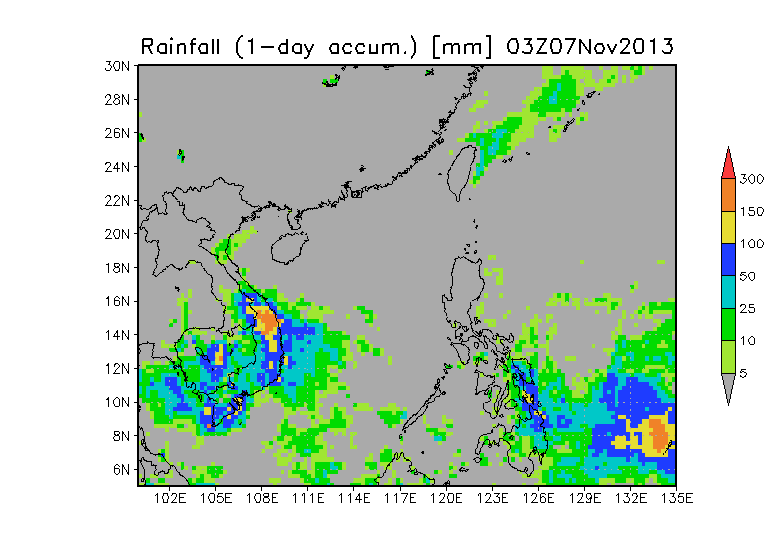 Rainfall (1-day accum.) [mm] 03Z07Nov2013
30N
28N
26N
24N
22N
20N
18N
16N
14N
12N
10N
8N
6N
102E 105E 108E 111E 114E 117E 120E 123E 126E 129E 132E 135E
300
150
100
50
25
10
5